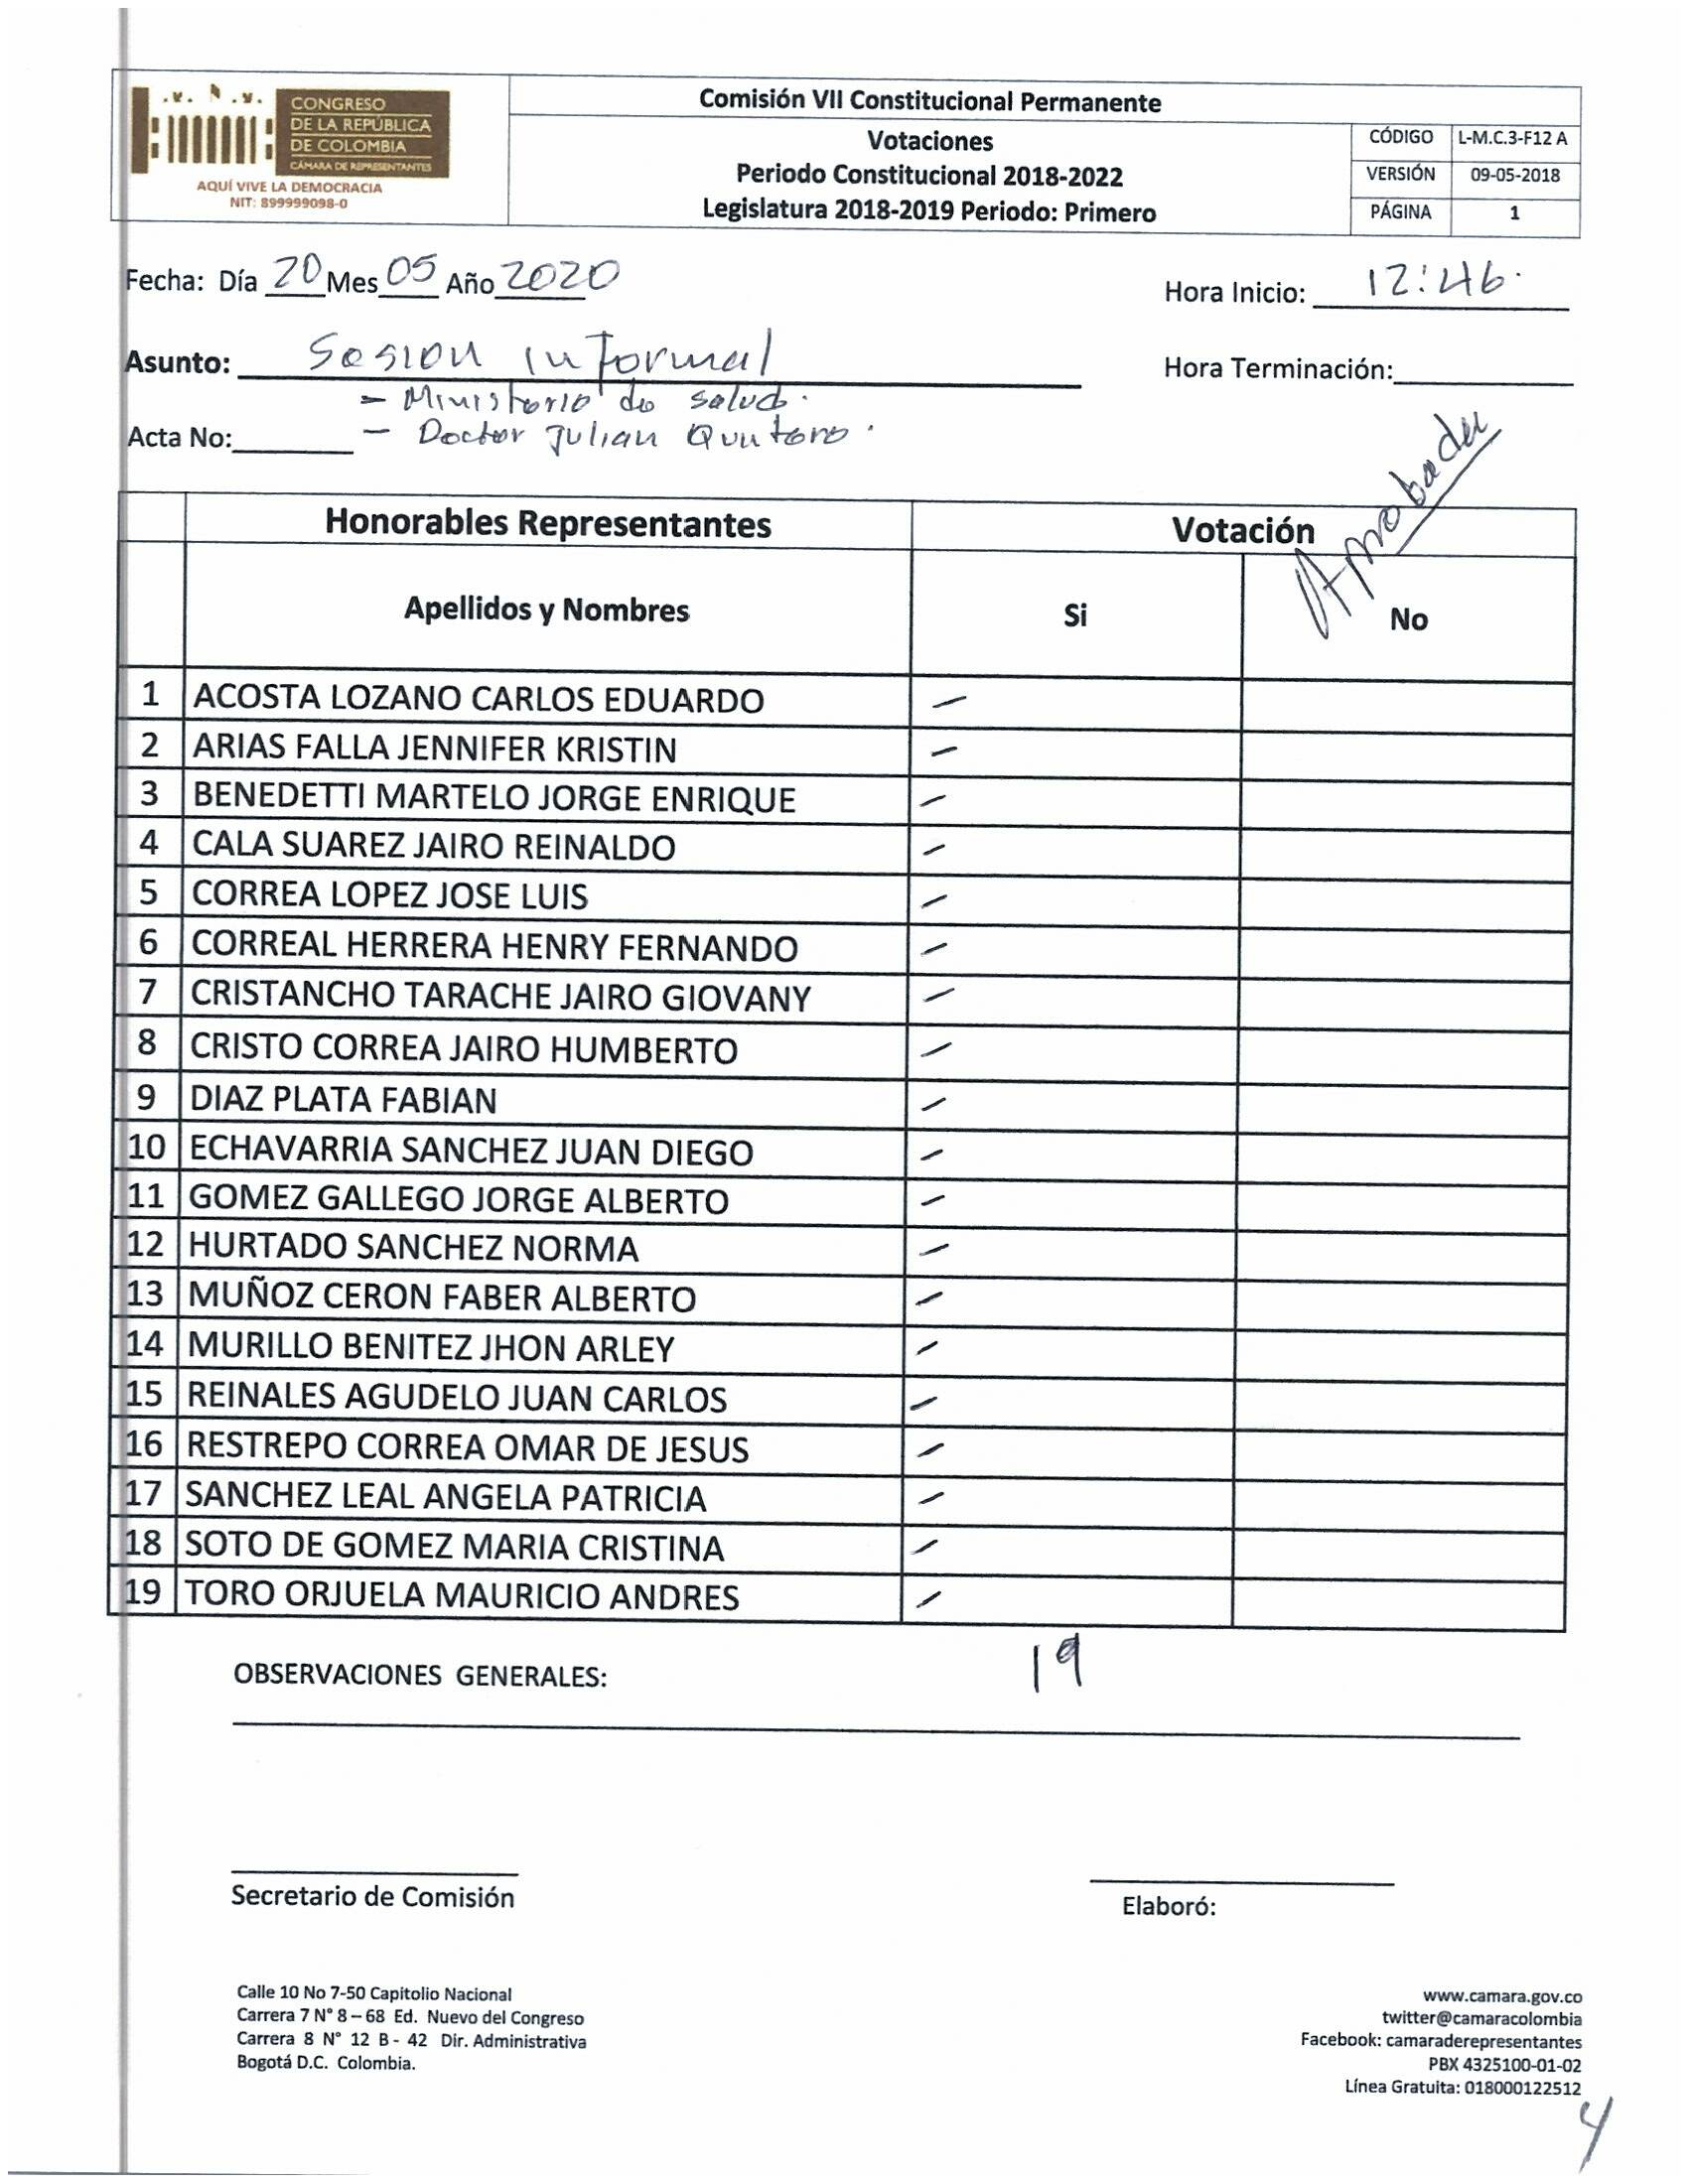 CONGRESO
DE LA REPÚBLICA
DE COLOMBIA
CÁMARA DE REPRESENTANTES
AQUÍ VIVE LA DEMOCRACIA
NIT: 899999098-0
Comisión VII Constitucional Permanente
Votaciones
Periodo Constitucional 2018-2022
Legislatura 2018-2019 Periodo: Primero
CÓDIGO L-M.C.3-F12 A
VERSIÓN 09-05-2018
PÁGINA 1
Fecha: Día 20 Mes 05 Año 2020 Hora Inicio: 12:46.
Asunto: Sesion informal Hora Terminación:
- Ministerio de salud.
Acta No: - Doctor Julian Quintero.
Aprobada
Honorables Representantes Votación
Apellidos y Nombres Si No
1 ACOSTA LOZANO CARLOS EDUARDO –
2 ARIAS FALLA JENNIFER KRISTIN –
3 BENEDETTI MARTELO JORGE ENRIQUE –
4 CALA SUAREZ JAIRO REINALDO –
5 CORREA LOPEZ JOSE LUIS –
6 CORREAL HERRERA HENRY FERNANDO –
7 CRISTANCHO TARACHE JAIRO GIOVANY –
8 CRISTO CORREA JAIRO HUMBERTO –
9 DIAZ PLATA FABIAN –
10 ECHAVARRIA SANCHEZ JUAN DIEGO –
11 GOMEZ GALLEGO JORGE ALBERTO –
12 HURTADO SANCHEZ NORMA –
13 MUÑOZ CERON FABER ALBERTO –
14 MURILLO BENITEZ JHON ARLEY –
15 REINALES AGUDELO JUAN CARLOS –
16 RESTREPO CORREA OMAR DE JESUS –
17 SANCHEZ LEAL ANGELA PATRICIA –
18 SOTO DE GOMEZ MARIA CRISTINA –
19 TORO ORJUELA MAURICIO ANDRES –
OBSERVACIONES GENERALES: 19
Secretario de Comisión
Elaboró:
Calle 10 No 7-50 Capitolio Nacional
Carrera 7 N° 8 – 68 Ed. Nuevo del Congreso
Carrera 8 N° 12 B - 42 Dir. Administrativa
Bogotá D.C. Colombia.
www.camara.gov.co
twitter@camaracolombia
Facebook: camaraderepresentantes
PBX 4325100-01-02
Línea Gratuita: 018000122512
4